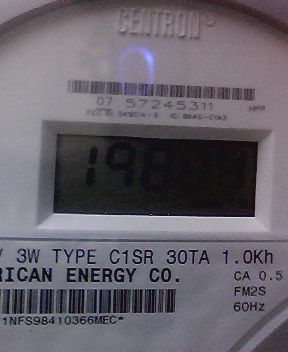 CENTRON
07 57245311
198
V 3W TYPE C1SR 30TA 1.0Kh
RICAN ENERGY CO.
CA 0.5
FM2S
60Hz
1NFS98410366MEC*